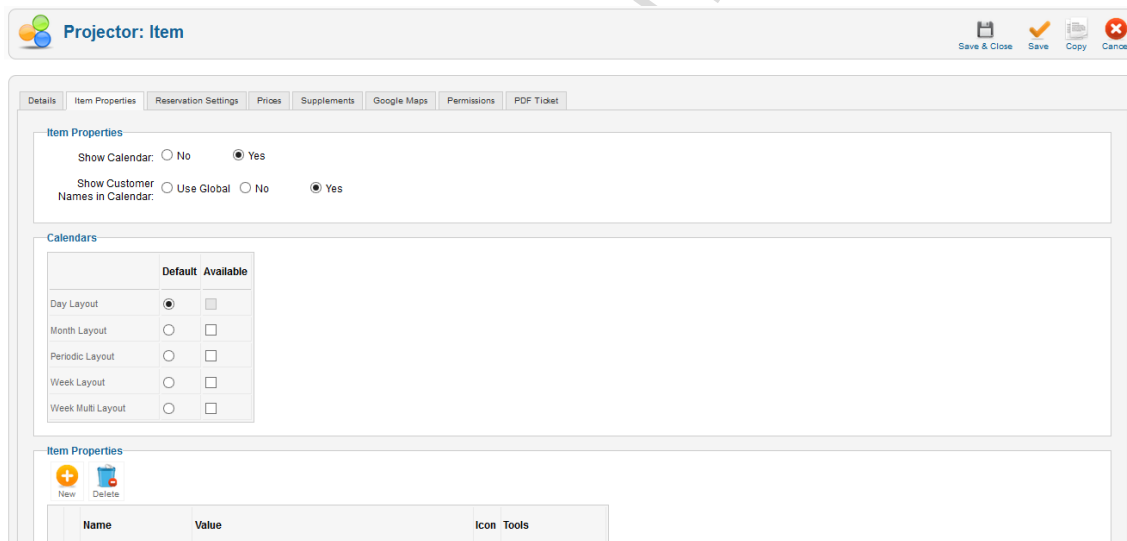 Projector: Item
Save & Close Save Copy Cancel
Details Item Properties Reservation Settings Prices Supplements Google Maps Permissions PDF Ticket
Item Properties
Show Calendar: No Yes
Show Customer
Names in Calendar: Use Global No Yes
Calendars
Default Available
Day Layout
Month Layout
Periodic Layout
Week Layout
Week Multi Layout
Item Properties
New Delete
Name Value Icon Tools